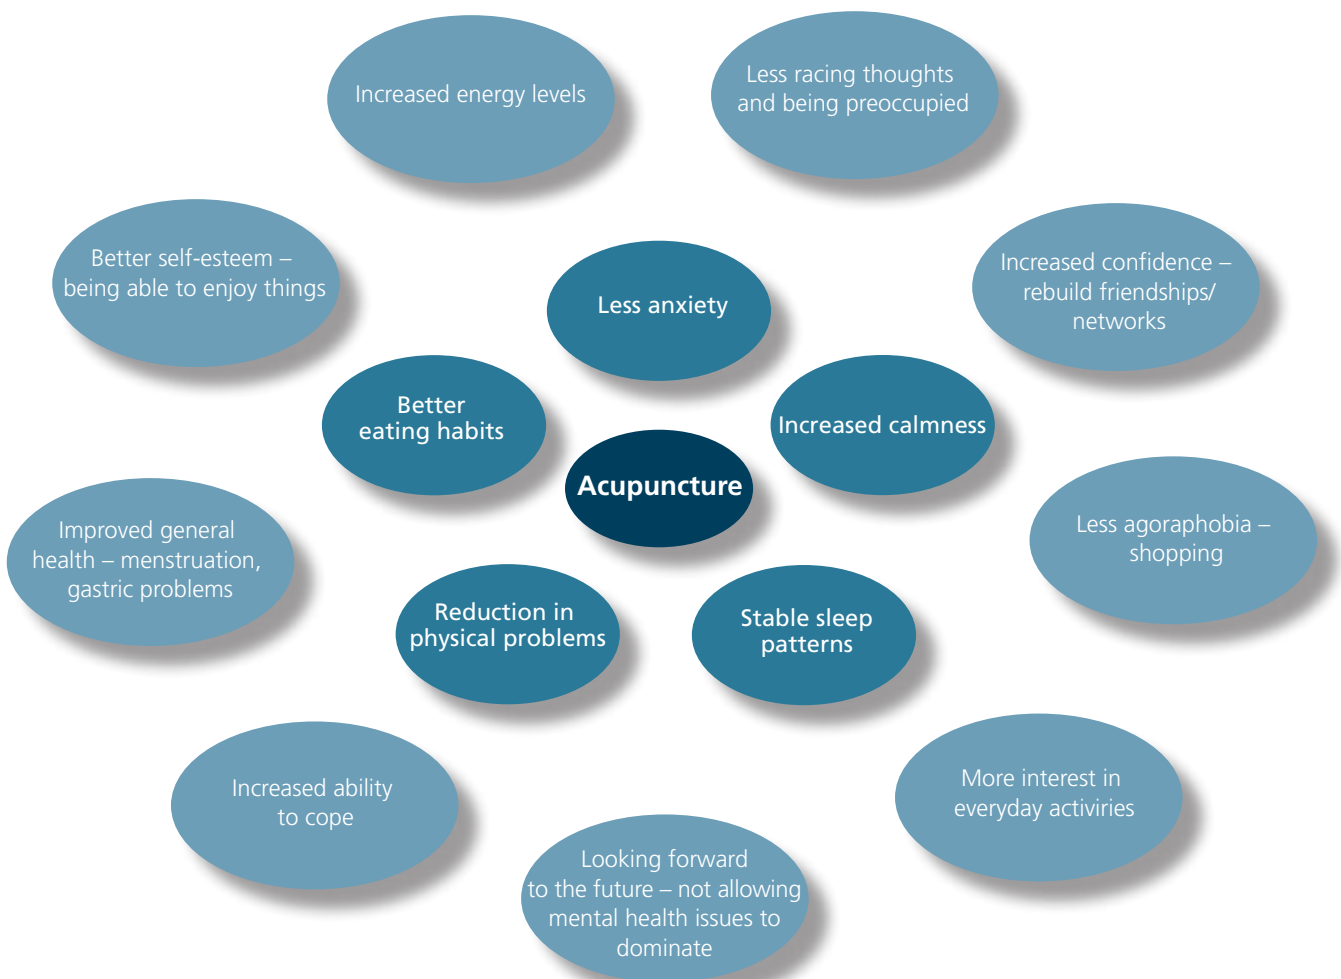 Increased energy levels
Less racing thoughts
and being preoccupied
Better self-esteem –
being able to enjoy things
Increased confidence –
rebuild friendships/
networks
Less anxiety
Better
eating habits
Increased calmness
Acupuncture
Improved general
health – menstruation,
gastric problems
Less agoraphobia –
shopping
Reduction in
physical problems
Stable sleep
patterns
Increased ability
to cope
More interest in
everyday activiries
Looking forward
to the future – not allowing
mental health issues to
dominate